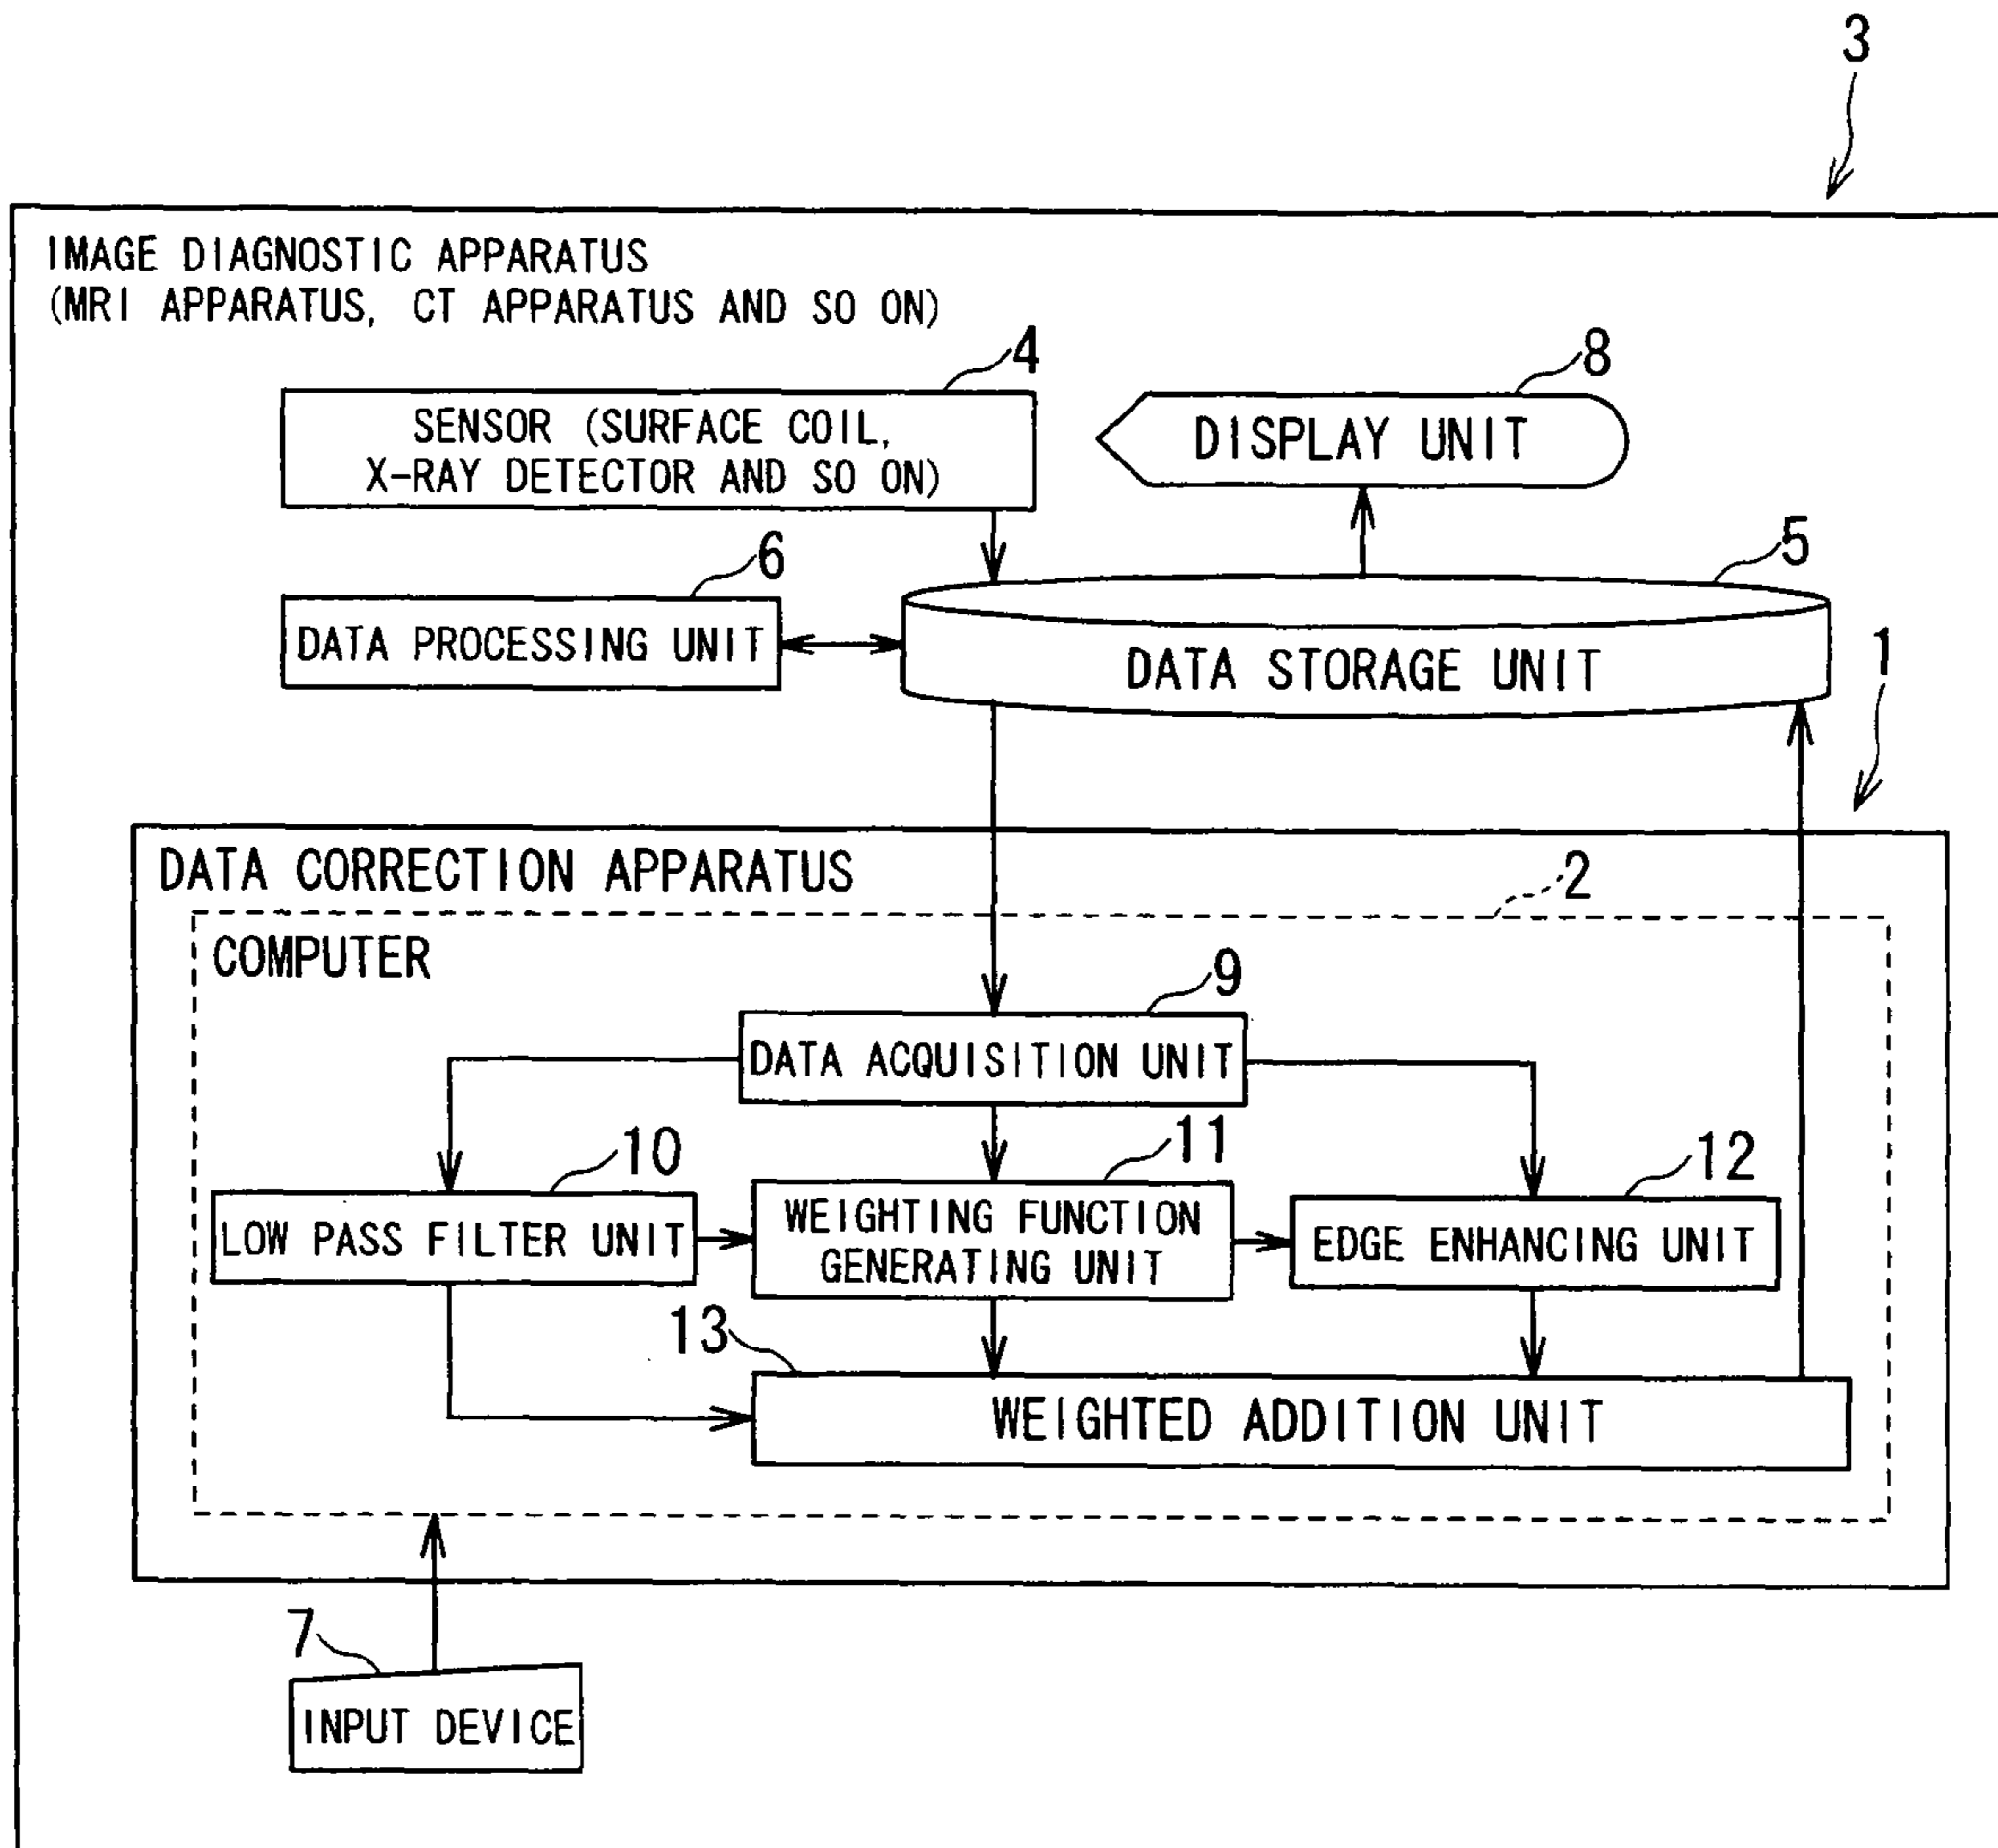 3
IMAGE DIAGNOSTIC APPARATUS
(MRI APPARATUS, CT APPARATUS AND SO ON)
4
SENSOR (SURFACE COIL,
X-RAY DETECTOR AND SO ON)
8
DISPLAY UNIT
6
DATA PROCESSING UNIT
5
DATA STORAGE UNIT
1
DATA CORRECTION APPARATUS
2
COMPUTER
9
DATA ACQUISITION UNIT
10
LOW PASS FILTER UNIT
11
WEIGHTING FUNCTION
GENERATING UNIT
12
EDGE ENHANCING UNIT
13
WEIGHTED ADDITION UNIT
7
INPUT DEVICE